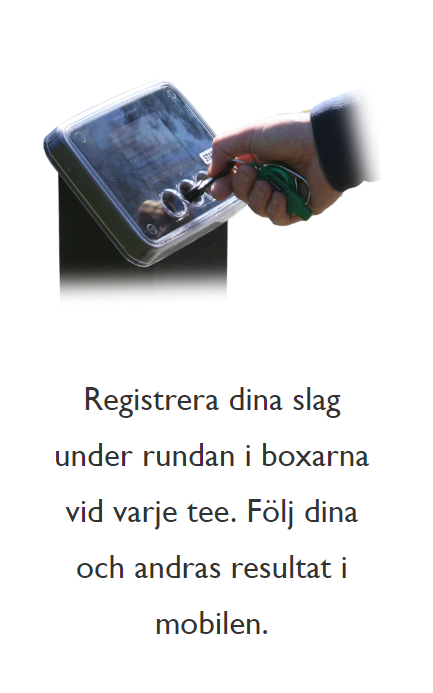 Registrera dina slag
under rundan i boxarna
vid varje tee. Följ dina
och andras resultat i
mobilen.